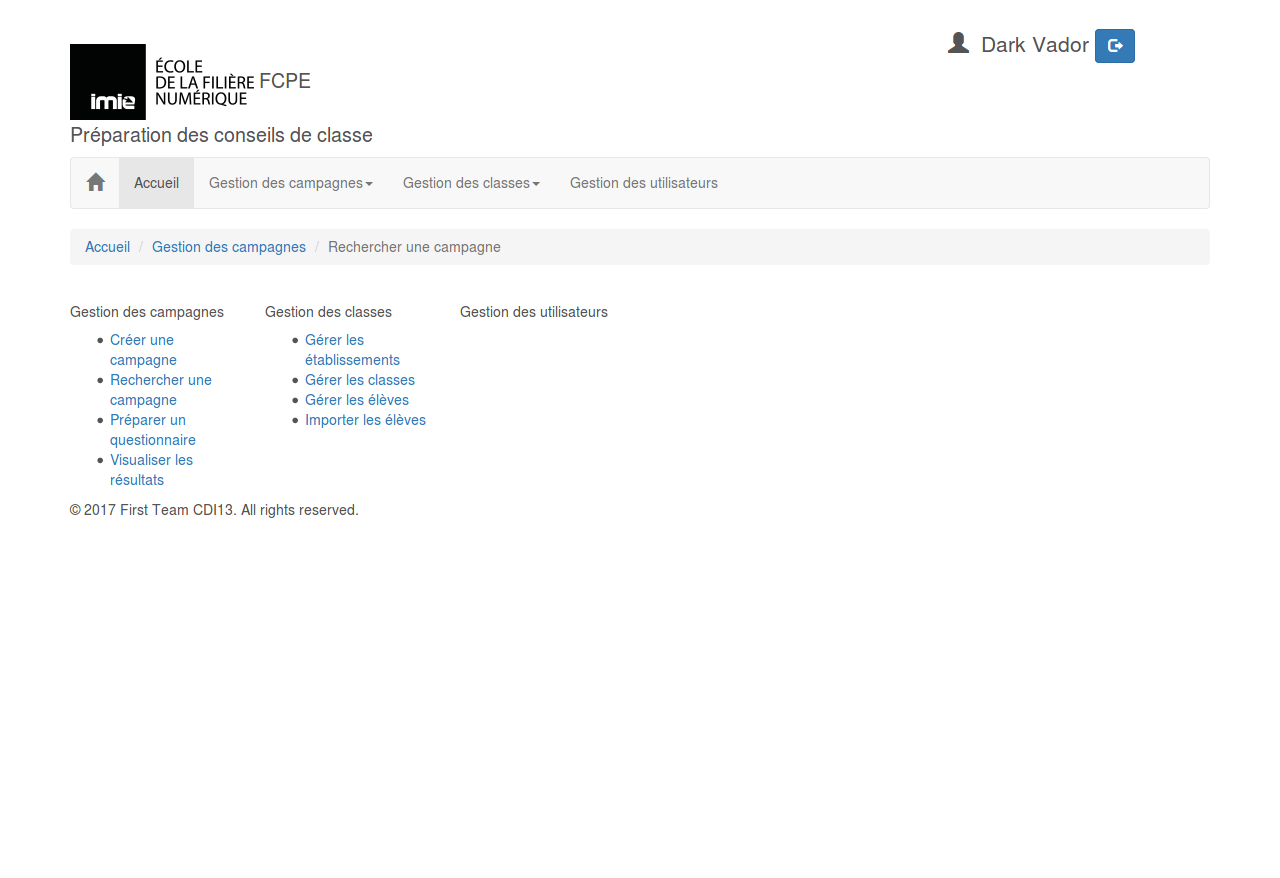 Dark Vador
imie
ÉCOLE
DE LA FILIÈRE
NUMÉRIQUE
FCPE
Préparation des conseils de classe
Accueil Gestion des campagnes Gestion des classes Gestion des utilisateurs
Accueil / Gestion des campagnes / Rechercher une campagne
Gestion des campagnes
Créer une
campagne
Rechercher une
campagne
Préparer un
questionnaire
Visualiser les
résultats
Gestion des classes
Gérer les
établissements
Gérer les classes
Gérer les élèves
Importer les élèves
Gestion des utilisateurs
© 2017 First Team CDI13. All rights reserved.